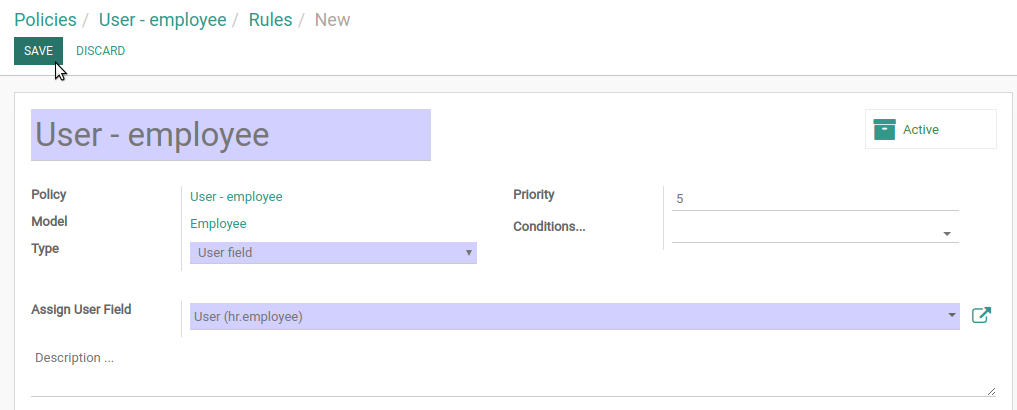 Policies / User - employee / Rules / New
SAVE DISCARD
User - employee
Active
Policy User - employee
Priority 5
Model Employee
Conditions...
Type User field
Assign User Field User (hr.employee)
Description ...